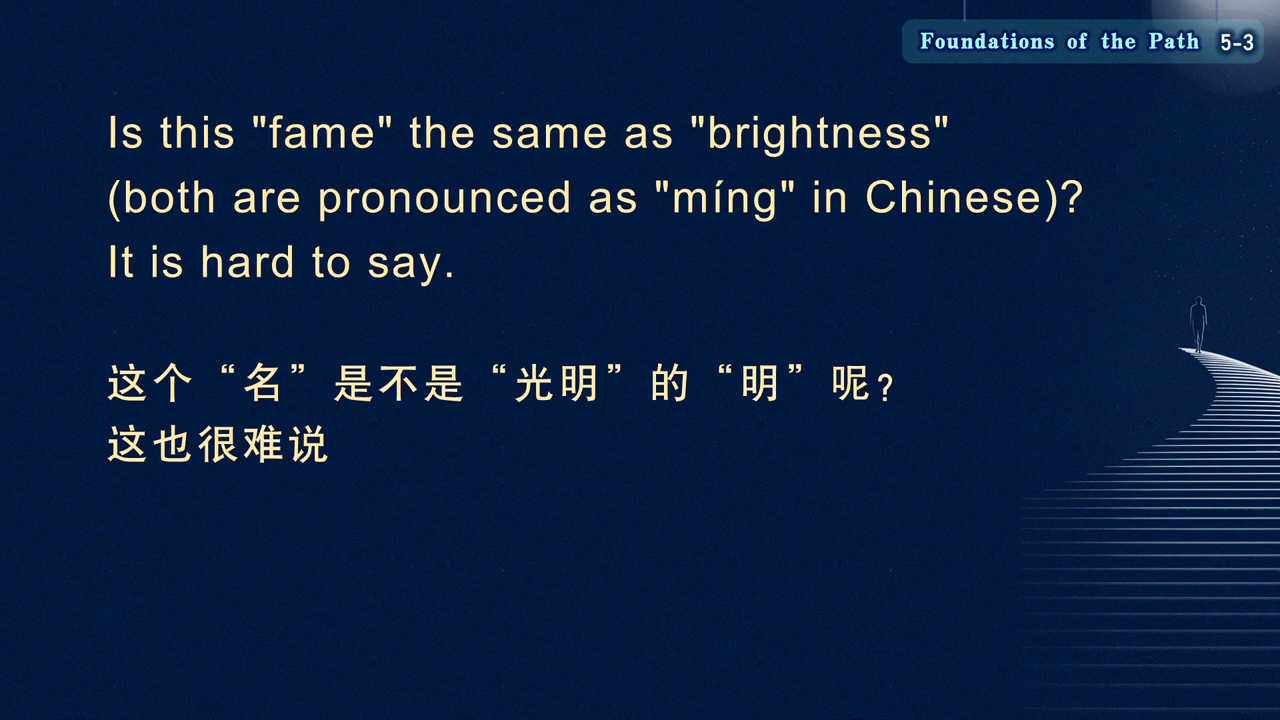 Foundations of the Path 5-3
Is this "fame" the same as "brightness"
(both are pronounced as "míng" in Chinese)?
It is hard to say.
这个“名”是不是“光明”的“明”呢?
这也很难说